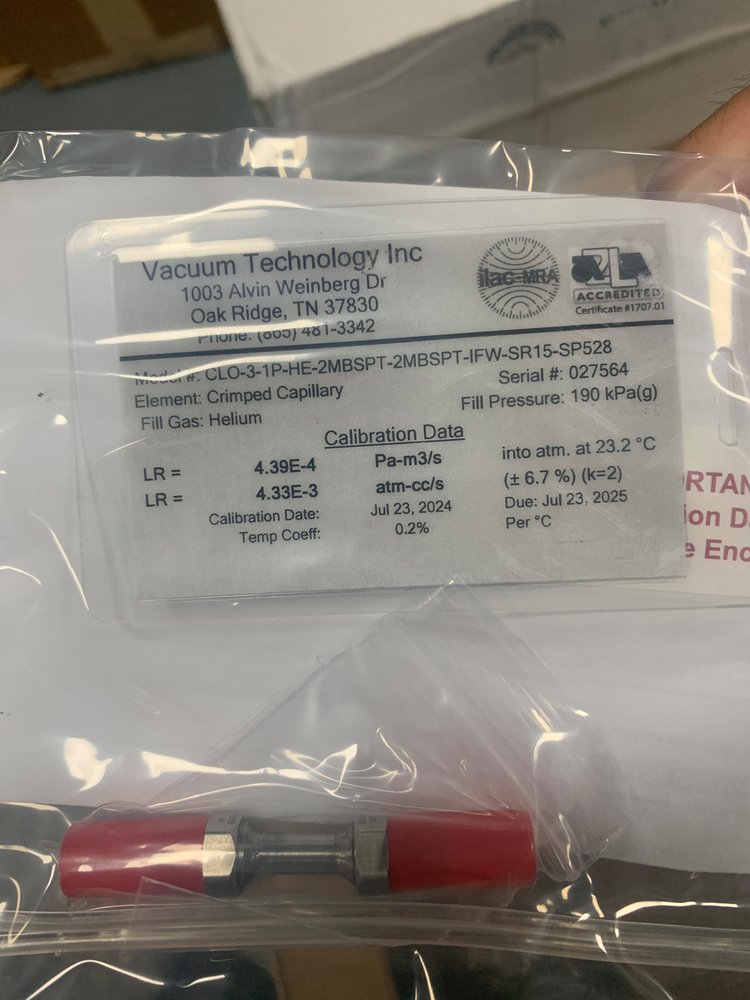 Vacuum Technology Inc
1003 Alvin Weinberg Dr
Oak Ridge, TN 37830
Phone: (865) 481-3342
ilac-MRA
A2LA
ACCREDITED
Certificate #1707.01
Model #: CLO-3-1P-HE-2MBSPT-2MBSPT-IFW-SR15-SP528
Element: Crimped Capillary
Serial #: 027564
Fill Gas: Helium
Fill Pressure: 190 kPa(g)
Calibration Data
LR = 4.39E-4 Pa-m3/s into atm. at 23.2 °C
LR = 4.33E-3 atm-cc/s (± 6.7 %) (k=2)
Calibration Date: Jul 23, 2024 Due: Jul 23, 2025
Temp Coeff: 0.2% Per °C
RTAN
ion D
e Enc